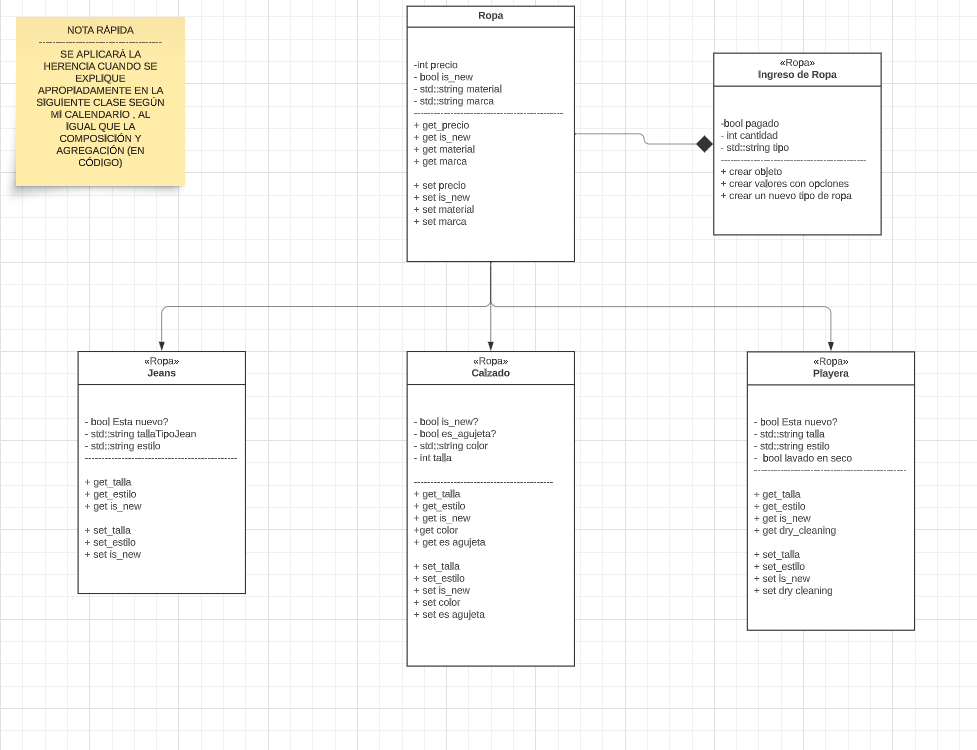 NOTA RÁPIDA
------------------------------------
SE APLICARÁ LA
HERENCIA CUANDO SE
EXPLIQUE
APROPIADAMENTE EN LA
SIGUIENTE CLASE SEGÚN
MI CALENDARIO , AL
IGUAL QUE LA
COMPOSICIÓN Y
AGREGACIÓN (EN
CÓDIGO)
Ropa
-int precio
- bool is_new
- std::string material
- std::string marca
--------------------------------------------
+ get_precio
+ get is_new
+ get material
+ get marca
+ set precio
+ set is_new
+ set material
+ set marca
«Ropa»
Ingreso de Ropa
-bool pagado
- int cantidad
- std::string tipo
-------------------------------------------
+ crear objeto
+ crear valores con opciones
+ crear un nuevo tipo de ropa
«Ropa»
Jeans
- bool Esta nuevo?
- std::string tallaTipoJean
- std::string estilo
---------------------------------------------
+ get_talla
+ get_estilo
+ get is_new
+ set_talla
+ set_estilo
+ set is_new
«Ropa»
Calzado
- bool is_new?
- bool es_agujeta?
- std::string color
- int talla
-----------------------------------------
+ get_talla
+ get_estilo
+ get is_new
+get color
+ get es agujeta
+ set_talla
+ set_estilo
+ set is_new
+ set color
+ set es agujeta
«Ropa»
Playera
- bool Esta nuevo?
- std::string talla
- std::string estilo
- bool lavado en seco
---------------------------------------------
+ get_talla
+ get_estilo
+ get is_new
+ get dry_cleaning
+ set_talla
+ set_estilo
+ set is_new
+ set dry cleaning